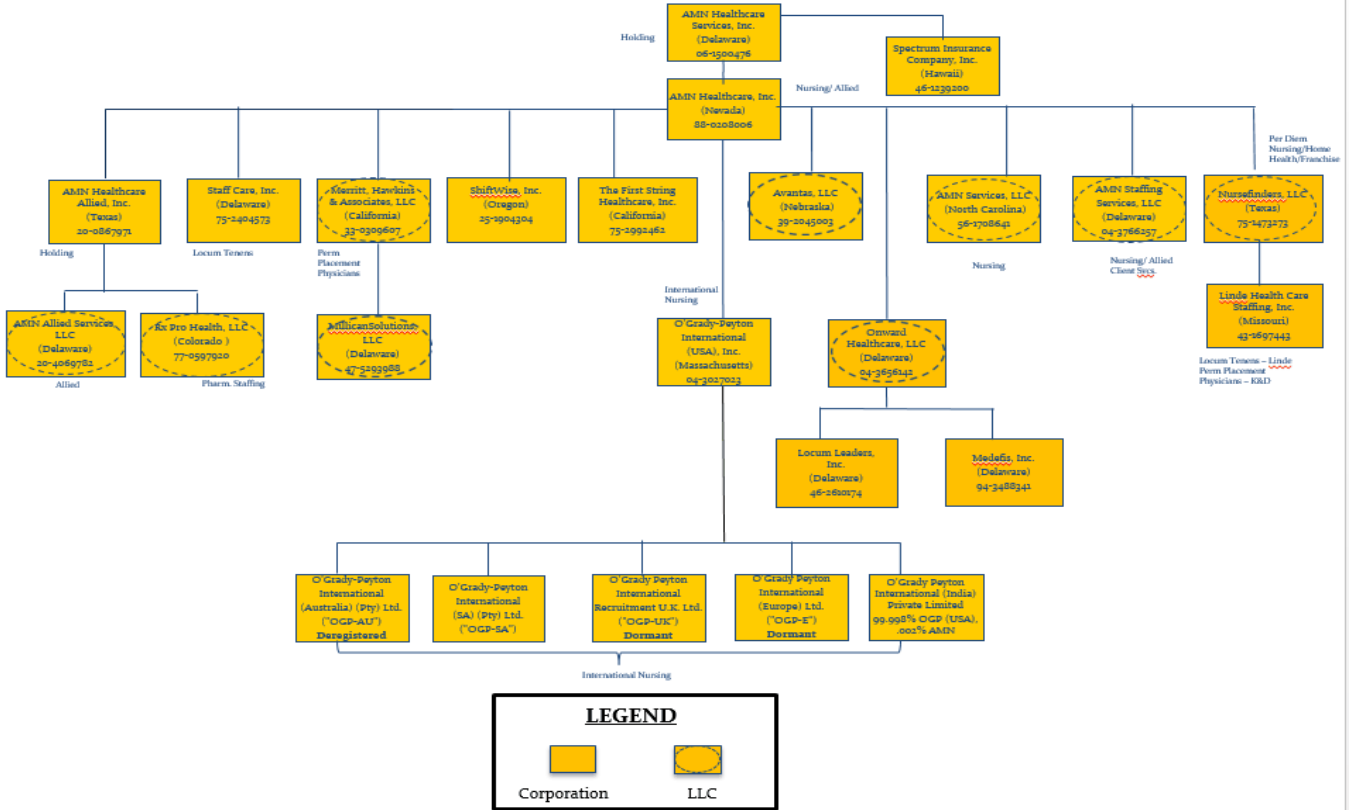 AMN Healthcare
Services, Inc.
(Delaware)
06-1500476
Holding
Spectrum Insurance
Company, Inc.
(Hawaii)
46-1239200
AMN Healthcare, Inc.
(Nevada)
88-0208006
Nursing/ Allied
Per Diem
Nursing/Home
Health/Franchise
AMN Healthcare
Allied, Inc.
(Texas)
20-0867971
Holding
Staff Care, Inc.
(Delaware)
75-2404573
Locum Tenens
Merritt, Hawkins
& Associates, LLC
(California)
33-0309607
Perm
Placement
Physicians
ShiftWise, Inc.
(Oregon)
25-1904304
The First String
Healthcare, Inc.
(California)
75-2992462
Avantas, LLC
(Nebraska)
39-2045003
AMN Services, LLC
(North Carolina)
56-1708641
Nursing
AMN Staffing
Services, LLC
(Delaware)
04-3766257
Nursing/ Allied
Client Svcs.
Nursefinders, LLC
(Texas)
75-1473273
AMN Allied Services,
LLC
(Delaware)
20-4069782
Allied
Rx Pro Health, LLC
(Colorado )
77-0597920
Pharm. Staffing
MillicanSolutions,
LLC
(Delaware)
47-5293988
International
Nursing
O'Grady-Peyton
International
(USA), Inc.
(Massachusetts)
04-3027023
Onward
Healthcare, LLC
(Delaware)
04-3656142
Linde Health Care
Staffing, Inc.
(Missouri)
43-1697443
Locum Tenens – Linde
Perm Placement
Physicians – K&D
Locum Leaders,
Inc.
(Delaware)
46-2610174
Medefis, Inc.
(Delaware)
94-3488341
O'Grady-Peyton
International
(Australia) (Pty) Ltd.
("OGP-AU")
Deregistered
O'Grady-Peyton
International
(SA) (Pty) Ltd.
("OGP-SA")
O'Grady Peyton
International
Recruitment U.K. Ltd.
("OGP-UK")
Dormant
O'Grady Peyton
International
(Europe) Ltd.
("OGP-E")
Dormant
O'Grady Peyton
International (India)
Private Limited
99.998% OGP (USA),
.002% AMN
International Nursing
LEGEND
Corporation
LLC